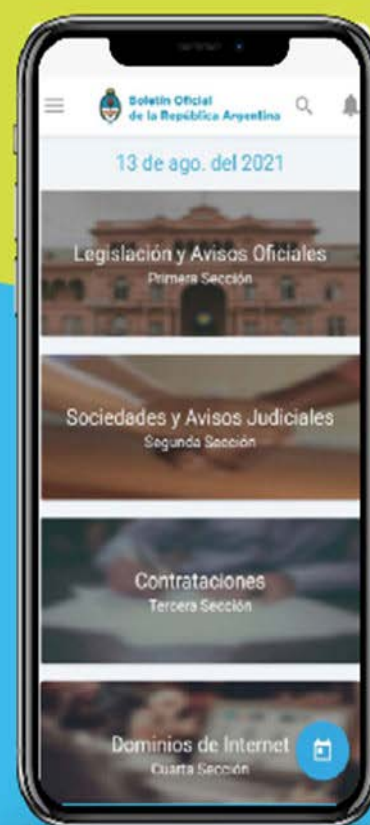 Boletín Oficial
de la República Argentina
13 de ago. del 2021
Legislación y Avisos Oficiales
Primera Sección
Sociedades y Avisos Judiciales
Segunda Sección
Contrataciones
Tercera Sección
Dominios de Internet
Cuarta Sección